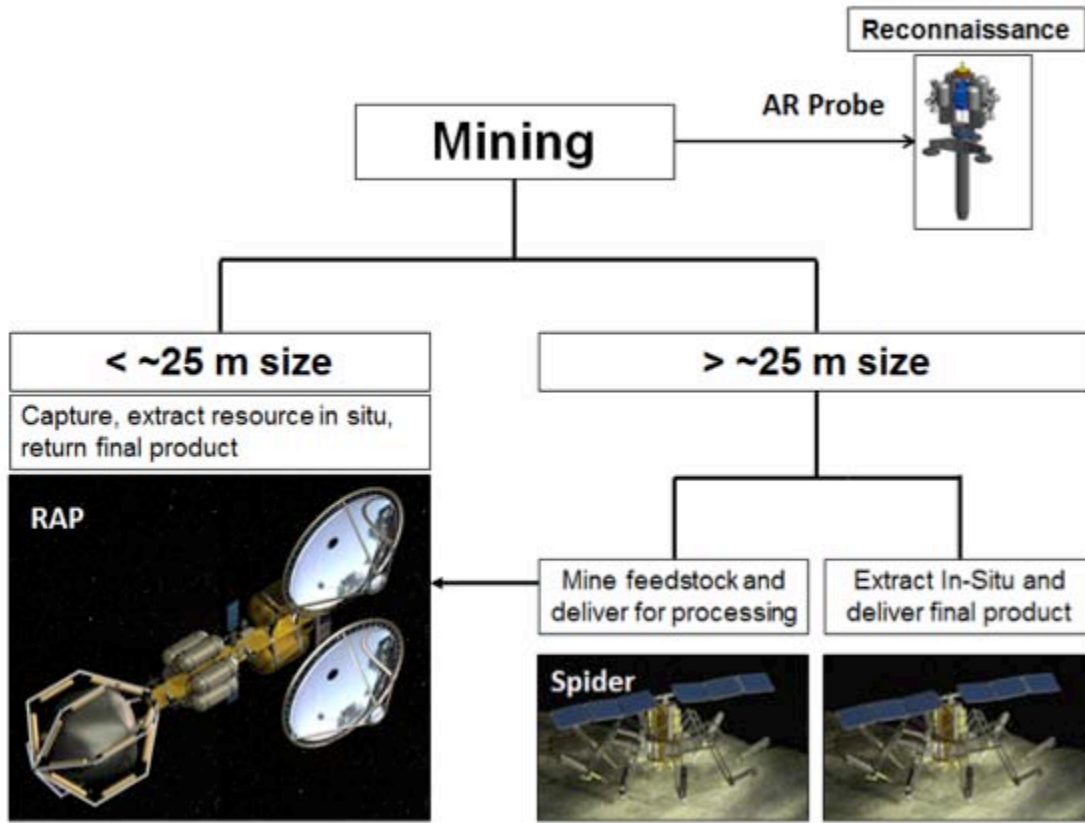 Reconnaissance
AR Probe
Mining
< ~25 m size
Capture, extract resource in situ,
return final product
RAP
> ~25 m size
Mine feedstock and
deliver for processing
Extract In-Situ and
deliver final product
Spider